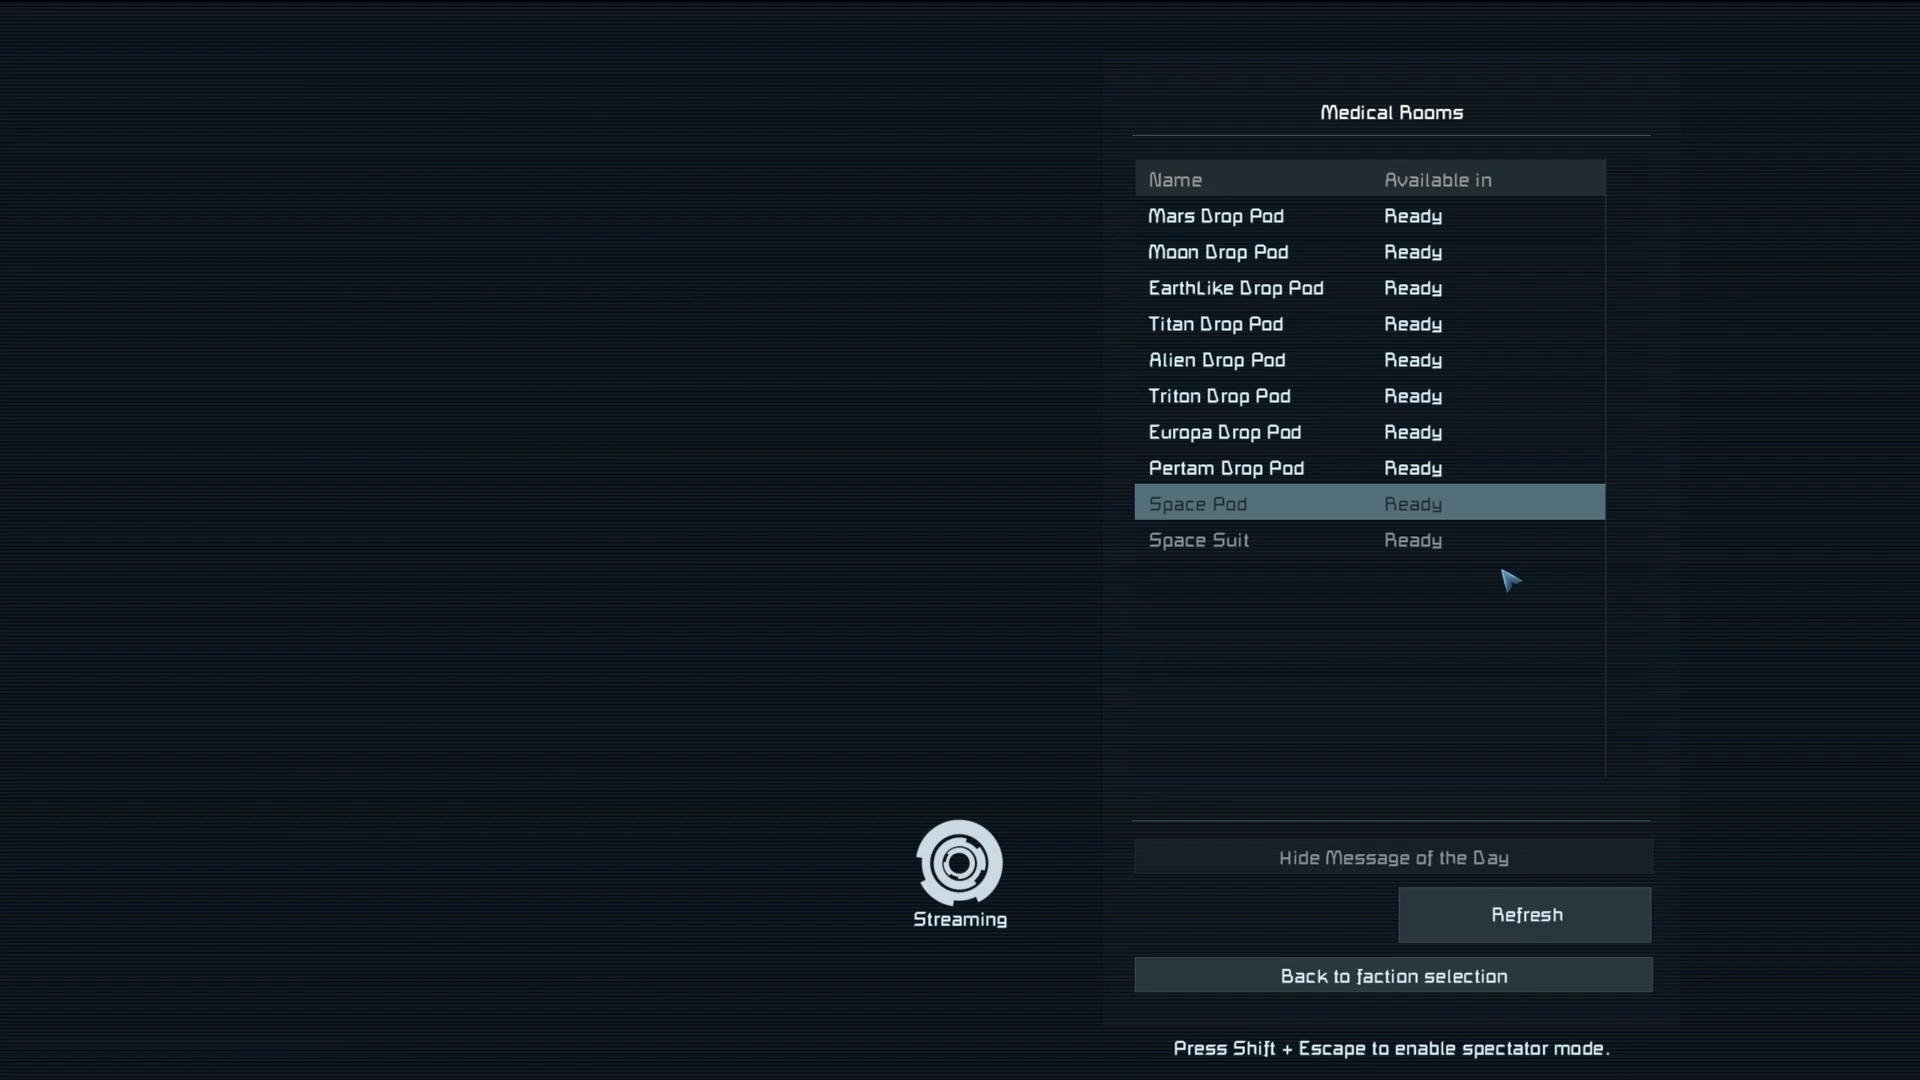 Medical Rooms
Name Available in
Mars Drop Pod Ready
Moon Drop Pod Ready
EarthLike Drop Pod Ready
Titan Drop Pod Ready
Alien Drop Pod Ready
Triton Drop Pod Ready
Europa Drop Pod Ready
Pertam Drop Pod Ready
Space Pod Ready
Space Suit Ready
Streaming
Hide Message of the Day
Refresh
Back to faction selection
Press Shift + Escape to enable spectator mode.